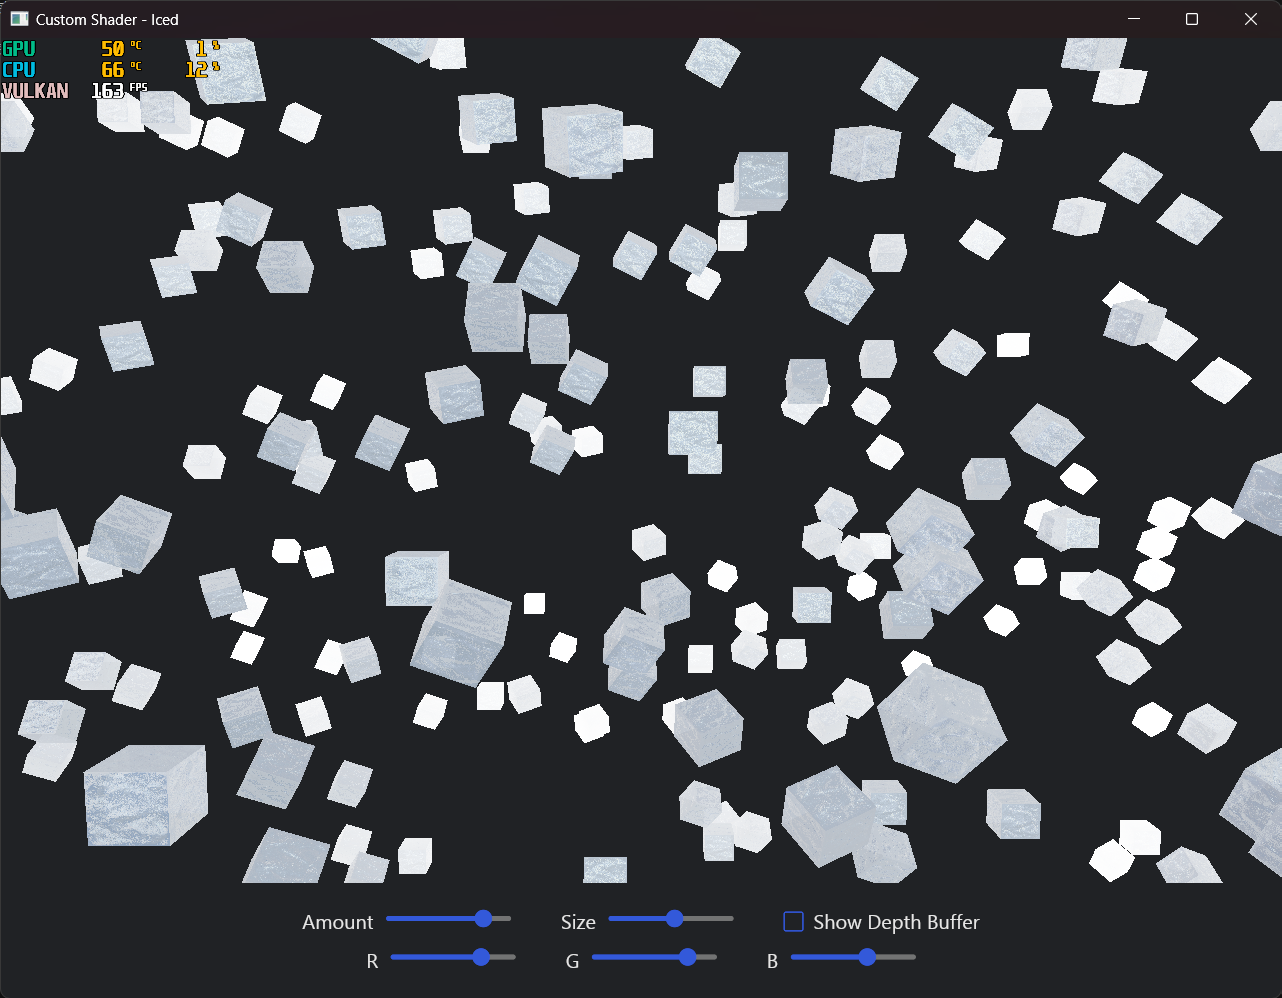 Custom Shader - Iced
GPU 50 °C 1 %
CPU 66 °C 12 %
VULKAN 163 FPS
Amount Size Show Depth Buffer
R G B